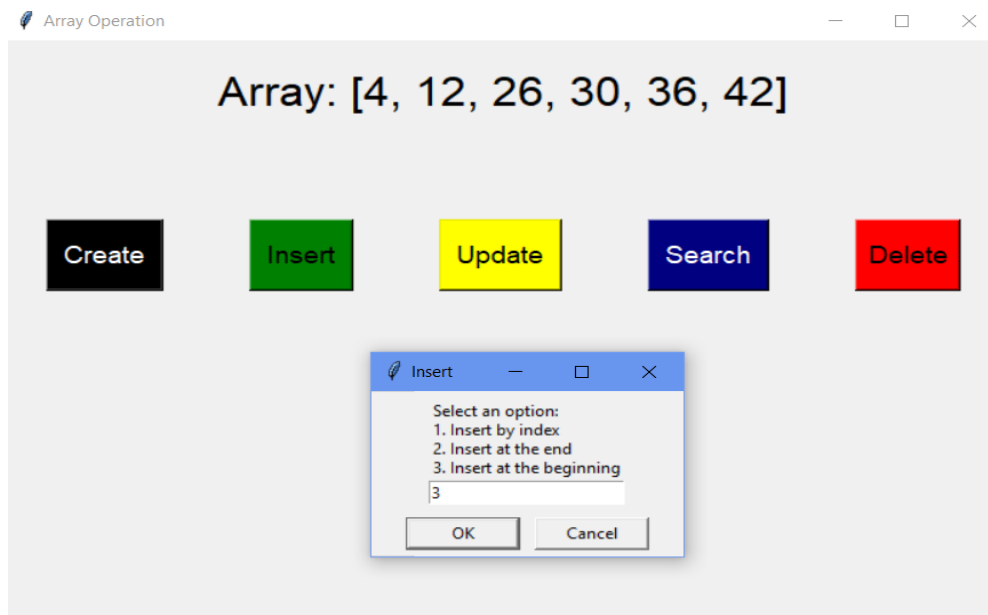 Array Operation
Array: [4, 12, 26, 30, 36, 42]
Create Insert Update Search Delete
Insert
Select an option:
1. Insert by index
2. Insert at the end
3. Insert at the beginning
3
OK Cancel